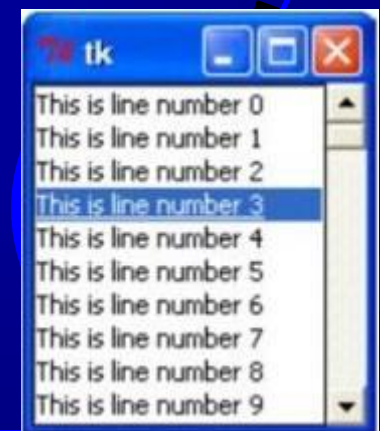 tk
This is line number 0
This is line number 1
This is line number 2
This is line number 3
This is line number 4
This is line number 5
This is line number 6
This is line number 7
This is line number 8
This is line number 9